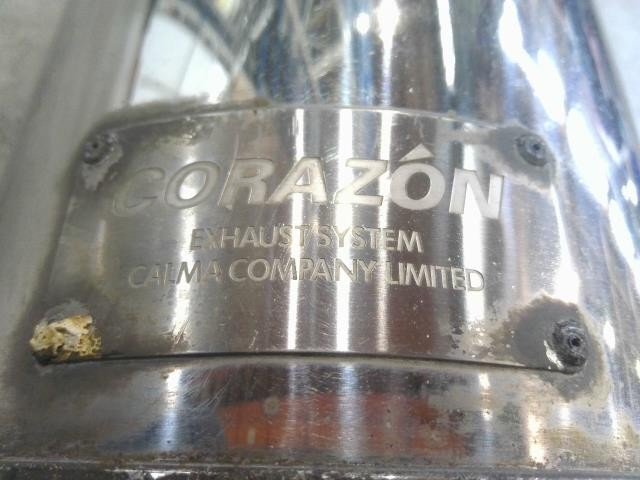 CORAZÓN
EXHAUST SYSTEM
CALMA COMPANY LIMITED